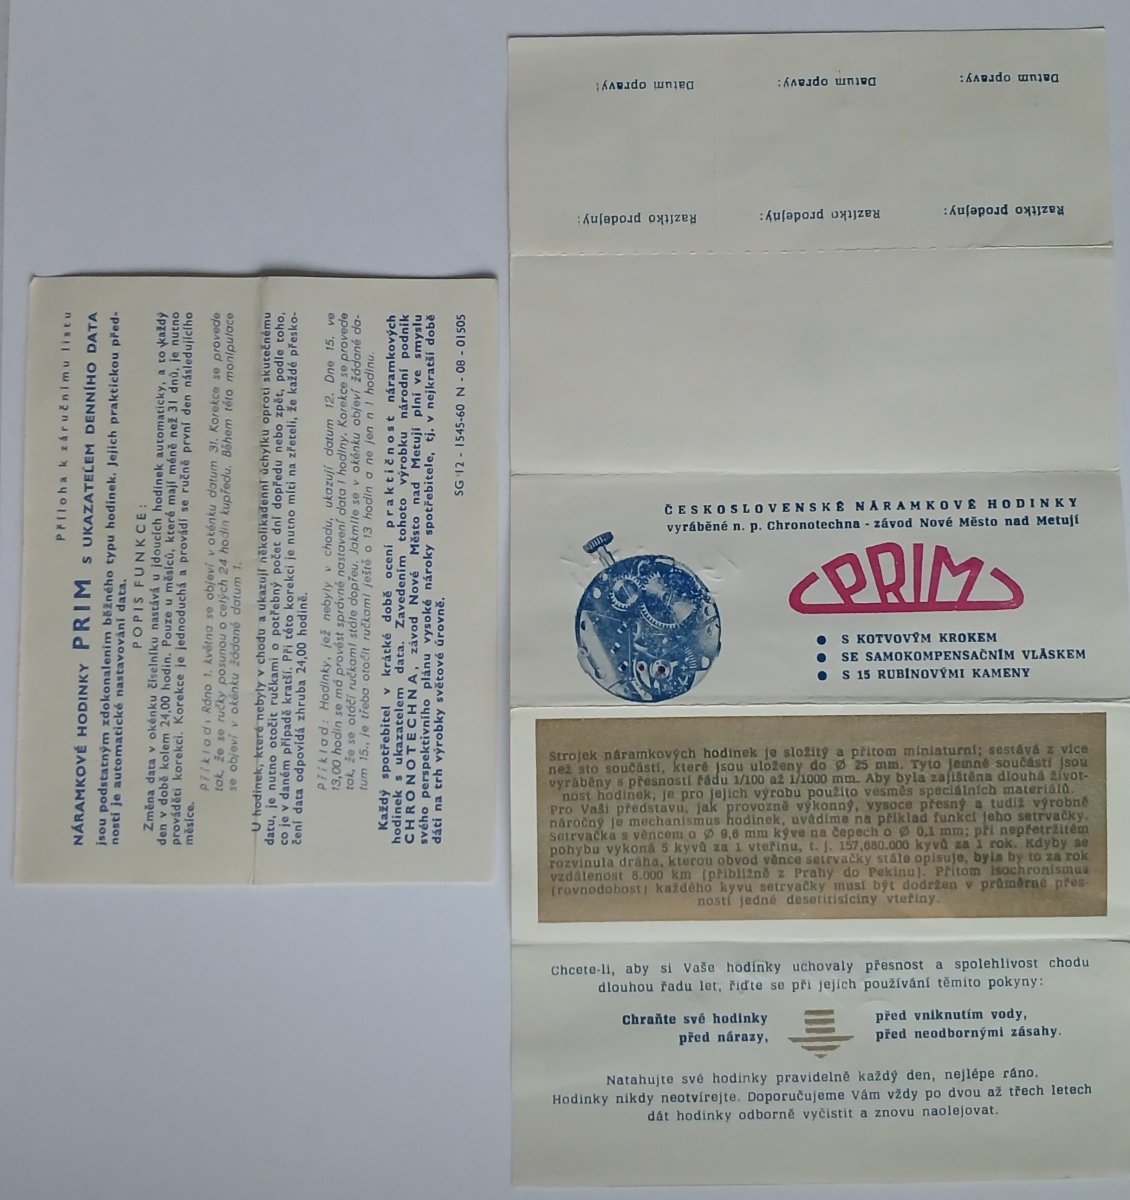 Příloha k záručnímu listu
NÁRAMKOVÉ HODINKY PRIM S UKAZATELEM DENNÍHO DATA
jsou podstatným zdokonalením běžného typu hodinek. Jejich praktickou před-
ností je automatické nastavování data.
POPIS FUNKCE:
Změna data v okénku číselníku nastává u jdoucích hodinek automaticky, a to každý
den v době kolem 24,00 hodin. Pouze u měsíců, které mají méně než 31 dnů, je nutno
prováděti korekci. Korekce je jednoduchá a provádí se ručně první den následujícího
měsíce.
Příklad: Ráno 1. května se objeví v okénku datum 31. Korekce se provede
tak, že se ručky posunou o celých 24 hodin kupředu. Během této manipulace
se objeví v okénku žádané datum 1.
U hodinek, které nebyly v chodu a ukazují několikadenní úchylku oproti skutečnému
datu, je nutno otočit ručkami o potřebný počet dní dopředu nebo zpět, podle toho,
co je v daném případě kratší. Při této korekci je nutno míti na zřeteli, že každé přesko-
čení data odpovídá zhruba 24,00 hodině.
Příklad: Hodinky, jež nebyly v chodu, ukazují datum 12. Dne 15. ve
13,00 hodin se má provést správné nastavení data i hodiny. Korekce se provede
tak, že se otáčí ručkami stále dopředu. Jakmile se v okénku objeví žádané da-
tum 15., je třeba otočit ručkami ještě o 13 hodin a ne jen n 1 hodinu.
Každý spotřebitel v krátké době ocení praktičnost náramkových
hodinek s ukazatelem data. Zavedením tohoto výrobku národní podnik
CHRONOTECHNA, závod Nové Město nad Metují plní ve smyslu
svého perspektivního plánu vysoké nároky spotřebitele, tj. v nejkratší době
dáti na trh výrobky světové úrovně.
SG-12 - 1545-60 N - 08 - 01505
Razítko prodejny: Razítko prodejny: Razítko prodejny:
Datum opravy: Datum opravy: Datum opravy:
ČESKOSLOVENSKÉ NÁRAMKOVÉ HODINKY
vyráběné n. p. Chronotechna - závod Nové Město nad Metují
PRIM
● S KOTVOVÝM KROKEM
● SE SAMOKOMPENSAČNÍM VLÁSKEM
● S 15 RUBÍNOVÝMI KAMENY
Strojek náramkových hodinek je složitý a přitom miniaturní; sestává z více
než sto součástí, které jsou uloženy do Ø 25 mm. Tyto jemné součásti jsou
vyráběny s přesností řádu 1/100 až 1/1000 mm. Aby byla zajištěna dlouhá život-
nost hodinek, je pro jejich výrobu použito vesměs speciálních materiálů.
Pro Vaši představu, jak provozně výkonný, vysoce přesný a tudíž výrobně
náročný je mechanismus hodinek, uvádíme na příklad funkci jeho setrvačky.
Setrvačka s věncem o Ø 9,6 mm kýve na čepech o Ø 0,1 mm; při nepřetržitém
pohybu vykoná 5 kyvů za 1 vteřinu, t. j. 157,680.000 kyvů za 1 rok. Kdyby se
rozvinula dráha, kterou obvod věnce setrvačky stále opisuje, byla by to za rok
vzdálenost 8.000 km (přibližně z Prahy do Pekinu). Přitom isochronismus
(rovnodobost) každého kyvu setrvačky musí být dodržen v průměrné přes-
ností jedné desetitisíciny vteřiny.
Chcete-li, aby si Vaše hodinky uchovaly přesnost a spolehlivost chodu
dlouhou řadu let, řiďte se při jejich používání těmito pokyny:
Chraňte své hodinky před vniknutím vody,
před nárazy, před neodbornými zásahy.
Natahujte své hodinky pravidelně každý den, nejlépe ráno.
Hodinky nikdy neotvírejte. Doporučujeme Vám vždy po dvou až třech letech
dát hodinky odborně vyčistit a znovu naolejovat.